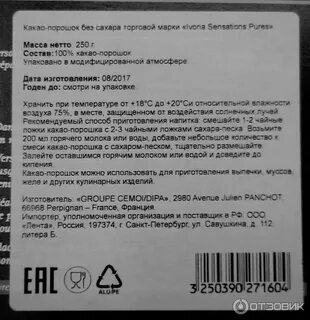 Какао-порошок без сахара торговой марки «Ivoria Sensations Pures»
Масса нетто: 250 г
Состав: 100% какао-порошок
Упаковано в модифицированной атмосфере
Дата изготовления: 08/2017
Годен до: смотри на упаковке.
Хранить при температуре от +18°С до +20°Си относительной влажности
воздуха 75%, в месте, защищенном от воздействия солнечных лучей
Рекомендуемый способ приготовления напитка: смешать 1-2 чайные
ложки какао-порошка с 2-3 чайными ложками сахара-песка. Возьмите
200 мл горячего молока или воды, добавьте небольшое количество к
смеси какао-порошка с сахаром-песком, тщательно размешайте.
Залейте оставшимся горячим молоком или водой и доведите до
кипения.
Какао-порошок можно использовать для приготовления выпечки, муссов,
желе и других кулинарных изделий.
Изготовитель: «GROUPE CEMOI/DIPA», 2980 Avenue Julien PANCHOT,
66968 Perpignan – France, Франция.
Импортер, уполномоченная организация и поставщик в РФ: ООО
«Лента», Россия, 197374, г. Санкт-Петербург, ул. Савушкина, д. 112
литера Б.
EAC
ALU/PE
3 250390 271604
ОТЗОВИК